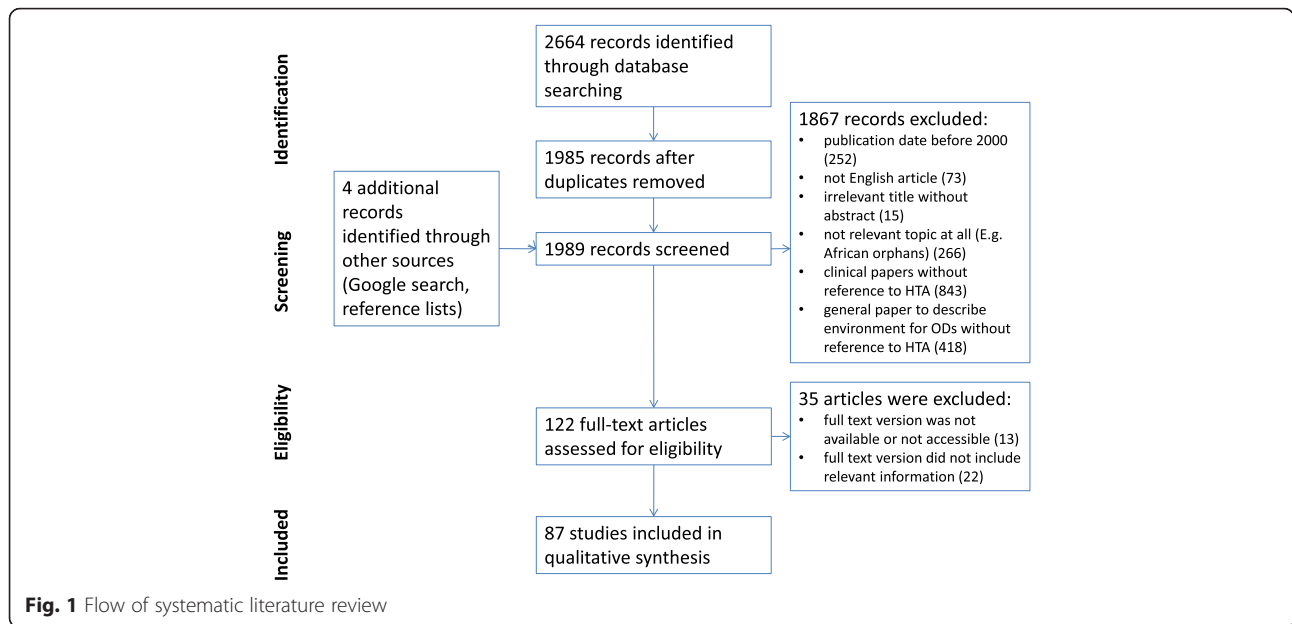 Identification
2664 records identified
through database
searching
1985 records after
duplicates removed
4 additional
records
identified through
other sources
(Google search,
reference lists)
Screening
1989 records screened
1867 records excluded:
• publication date before 2000
(252)
• not English article (73)
• irrelevant title without
abstract (15)
• not relevant topic at all (E.g.
African orphans) (266)
• clinical papers without
reference to HTA (843)
• general paper to describe
environment for ODs without
reference to HTA (418)
Eligibility
122 full-text articles
assessed for eligibility
35 articles were excluded:
• full text version was not
available or not accessible (13)
• full text version did not include
relevant information (22)
Included
87 studies included in
qualitative synthesis
Fig. 1 Flow of systematic literature review